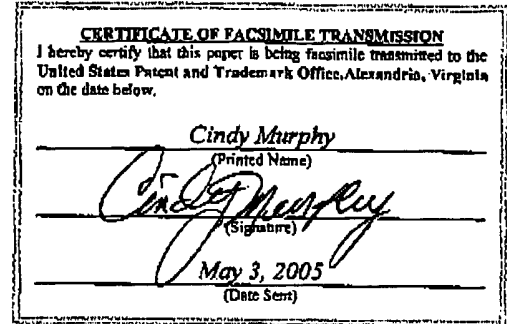 CERTIFICATE OF FACSIMILE TRANSMISSION
I hereby certify that this paper is being facsimile transmitted to the
United States Patent and Trademark Office, Alexandria, Virginia
on the date below.
Cindy Murphy
(Printed Name)
Cindy Murphy
(Signature)
May 3, 2005
(Date Sent)